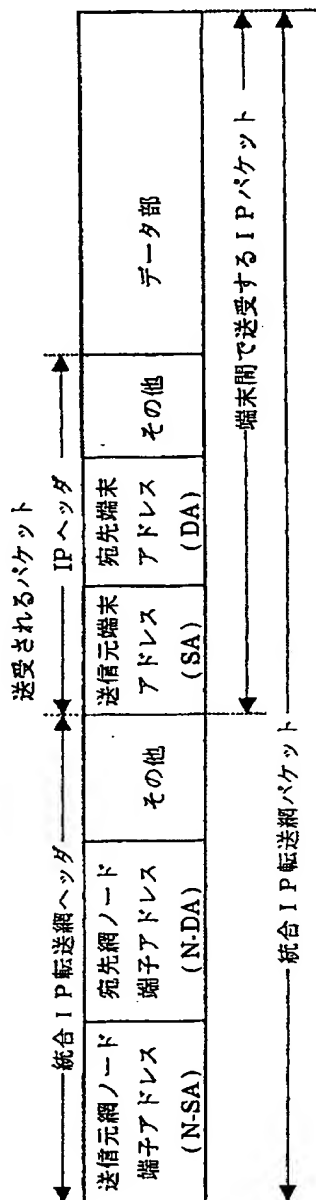 送受されるパケット
統合IP転送網ヘッダ
IPヘッダ
送信元網ノード
端子アドレス
(N-SA)
宛先網ノード
端子アドレス
(N-DA)
その他
送信元端末
アドレス
(SA)
宛先端末
アドレス
(DA)
その他
データ部
端末間で送受するIPパケット
統合IP転送網パケット